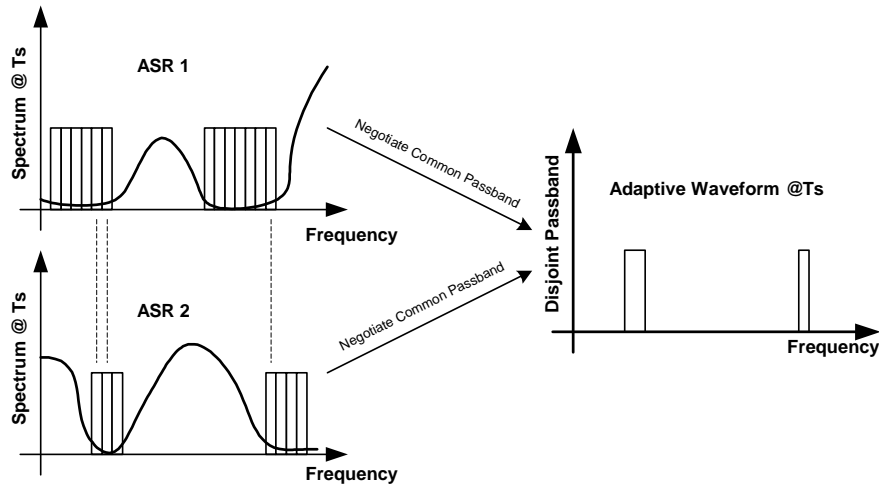 ASR 1
Spectrum @ Ts
Frequency
Negotiate Common Passband
ASR 2
Spectrum @ Ts
Frequency
Negotiate Common Passband
Adaptive Waveform @Ts
Disjoint Passband
Frequency